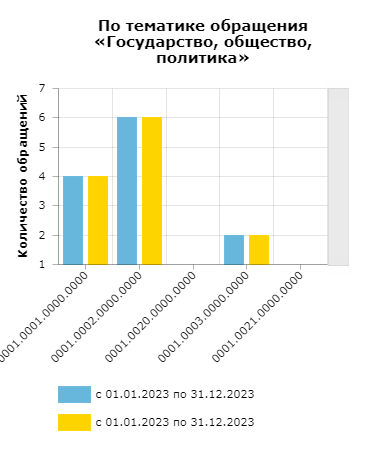 По тематике обращения
«Государство, общество,
политика»
Количество обращений
7
6
5
4
3
2
1
0001.0001.0000.0000
0001.0002.0000.0000
0001.0020.0000.0000
0001.0003.0000.0000
0001.0021.0000.0000
с 01.01.2023 по 31.12.2023
с 01.01.2023 по 31.12.2023